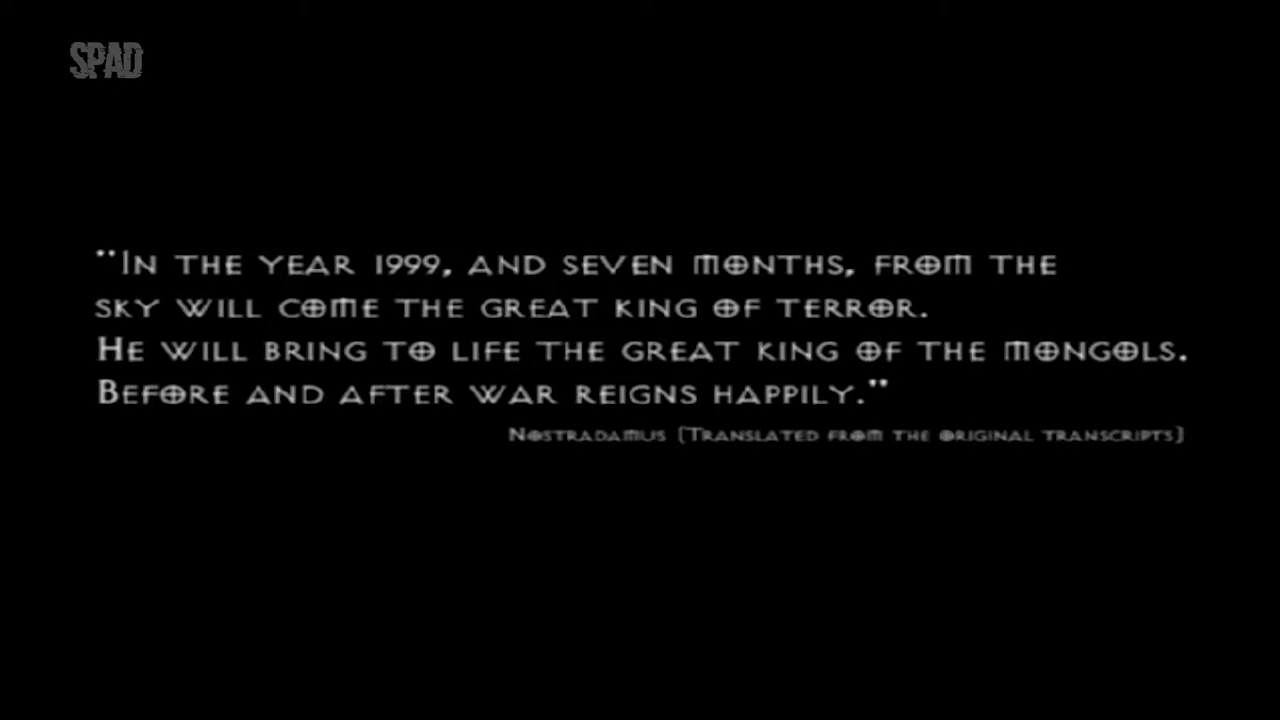 SPAD
"In the year 1999, and seven months, from the
sky will come the great king of terror.
He will bring to life the great king of the Mongols.
Before and after war reigns happily."
Nostradamus (Translated from the original transcripts)